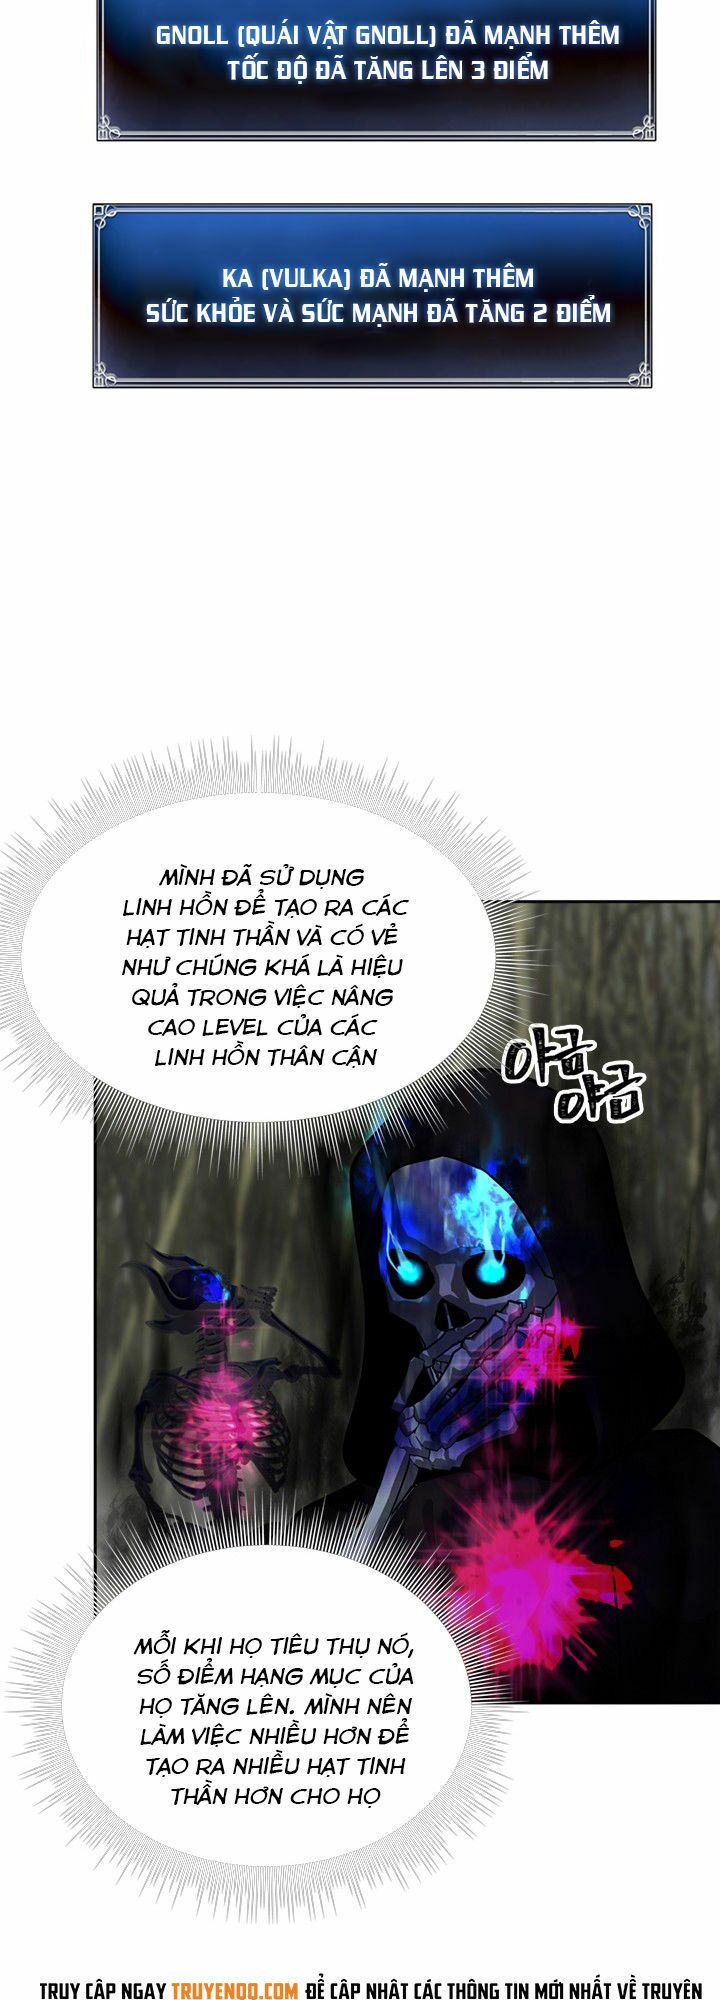 GNOLL (QUÁI VẬT GNOLL) ĐÃ MẠNH THÊM
TỐC ĐỘ ĐÃ TĂNG LÊN 3 ĐIỂM
KA (VULKA) ĐÃ MẠNH THÊM
SỨC KHỎE VÀ SỨC MẠNH ĐÃ TĂNG 2 ĐIỂM
MÌNH ĐÃ SỬ DỤNG
LINH HỒN ĐỂ TẠO RA CÁC
HẠT TINH THẦN VÀ CÓ VẺ
NHƯ CHÚNG KHÁ LÀ HIỆU
QUẢ TRONG VIỆC NÂNG
CAO LEVEL CỦA CÁC
LINH HỒN THÂN CẬN
야금
야금
MỖI KHI HỌ TIÊU THỤ NÓ,
SỐ ĐIỂM HẠNG MỤC CỦA
HỌ TĂNG LÊN. MÌNH NÊN
LÀM VIỆC NHIỀU HƠN ĐỂ
TẠO RA NHIỀU HẠT TINH
THẦN HƠN CHO HỌ
TRUY CẬP NGAY TRUYENQQ.COM ĐỂ CẬP NHẬT CÁC THÔNG TIN MỚI NHẤT VỀ TRUYỆN